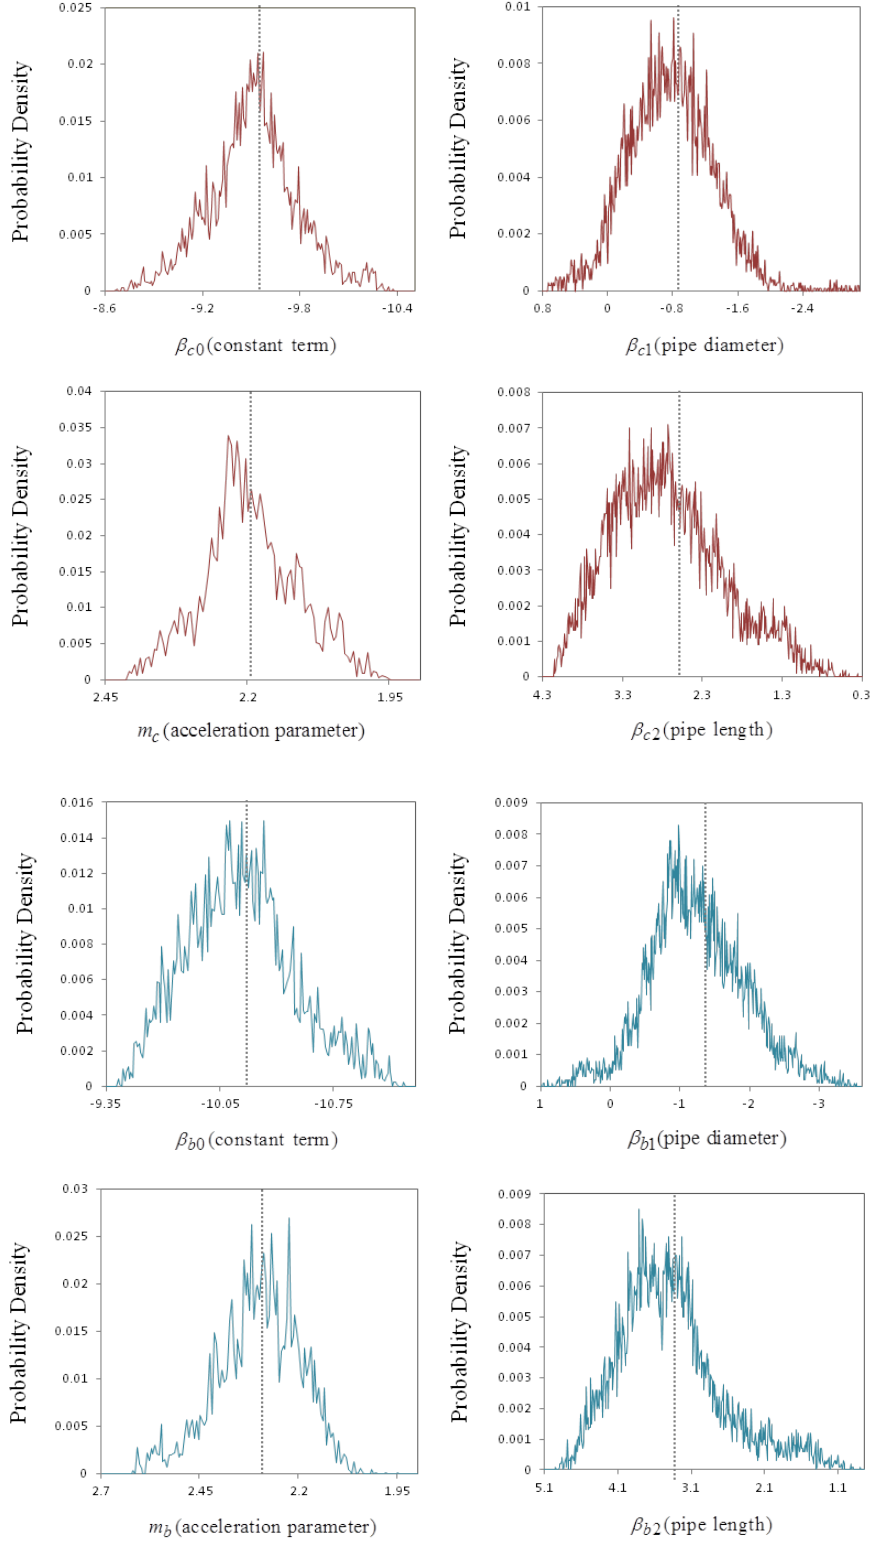 0.025
0.02
0.015
0.01
0.005
0
-8.6 -9.2 -9.8 -10.4
Probability Density
β_c0 (constant term)
0.01
0.008
0.006
0.004
0.002
0
0.8 0 -0.8 -1.6 -2.4
Probability Density
β_c1 (pipe diameter)
0.04
0.035
0.03
0.025
0.02
0.015
0.01
0.005
0
2.45 2.2 1.95
Probability Density
m_c (acceleration parameter)
0.008
0.007
0.006
0.005
0.004
0.003
0.002
0.001
0
4.3 3.3 2.3 1.3 0.3
Probability Density
β_c2 (pipe length)
0.016
0.014
0.012
0.01
0.008
0.006
0.004
0.002
0
-9.35 -10.05 -10.75
Probability Density
β_b0 (constant term)
0.009
0.008
0.007
0.006
0.005
0.004
0.003
0.002
0.001
0
1 0 -1 -2 -3
Probability Density
β_b1 (pipe diameter)
0.03
0.025
0.02
0.015
0.01
0.005
0
2.7 2.45 2.2 1.95
Probability Density
m_b (acceleration parameter)
0.009
0.008
0.007
0.006
0.005
0.004
0.003
0.002
0.001
0
5.1 4.1 3.1 2.1 1.1
Probability Density
β_b2 (pipe length)